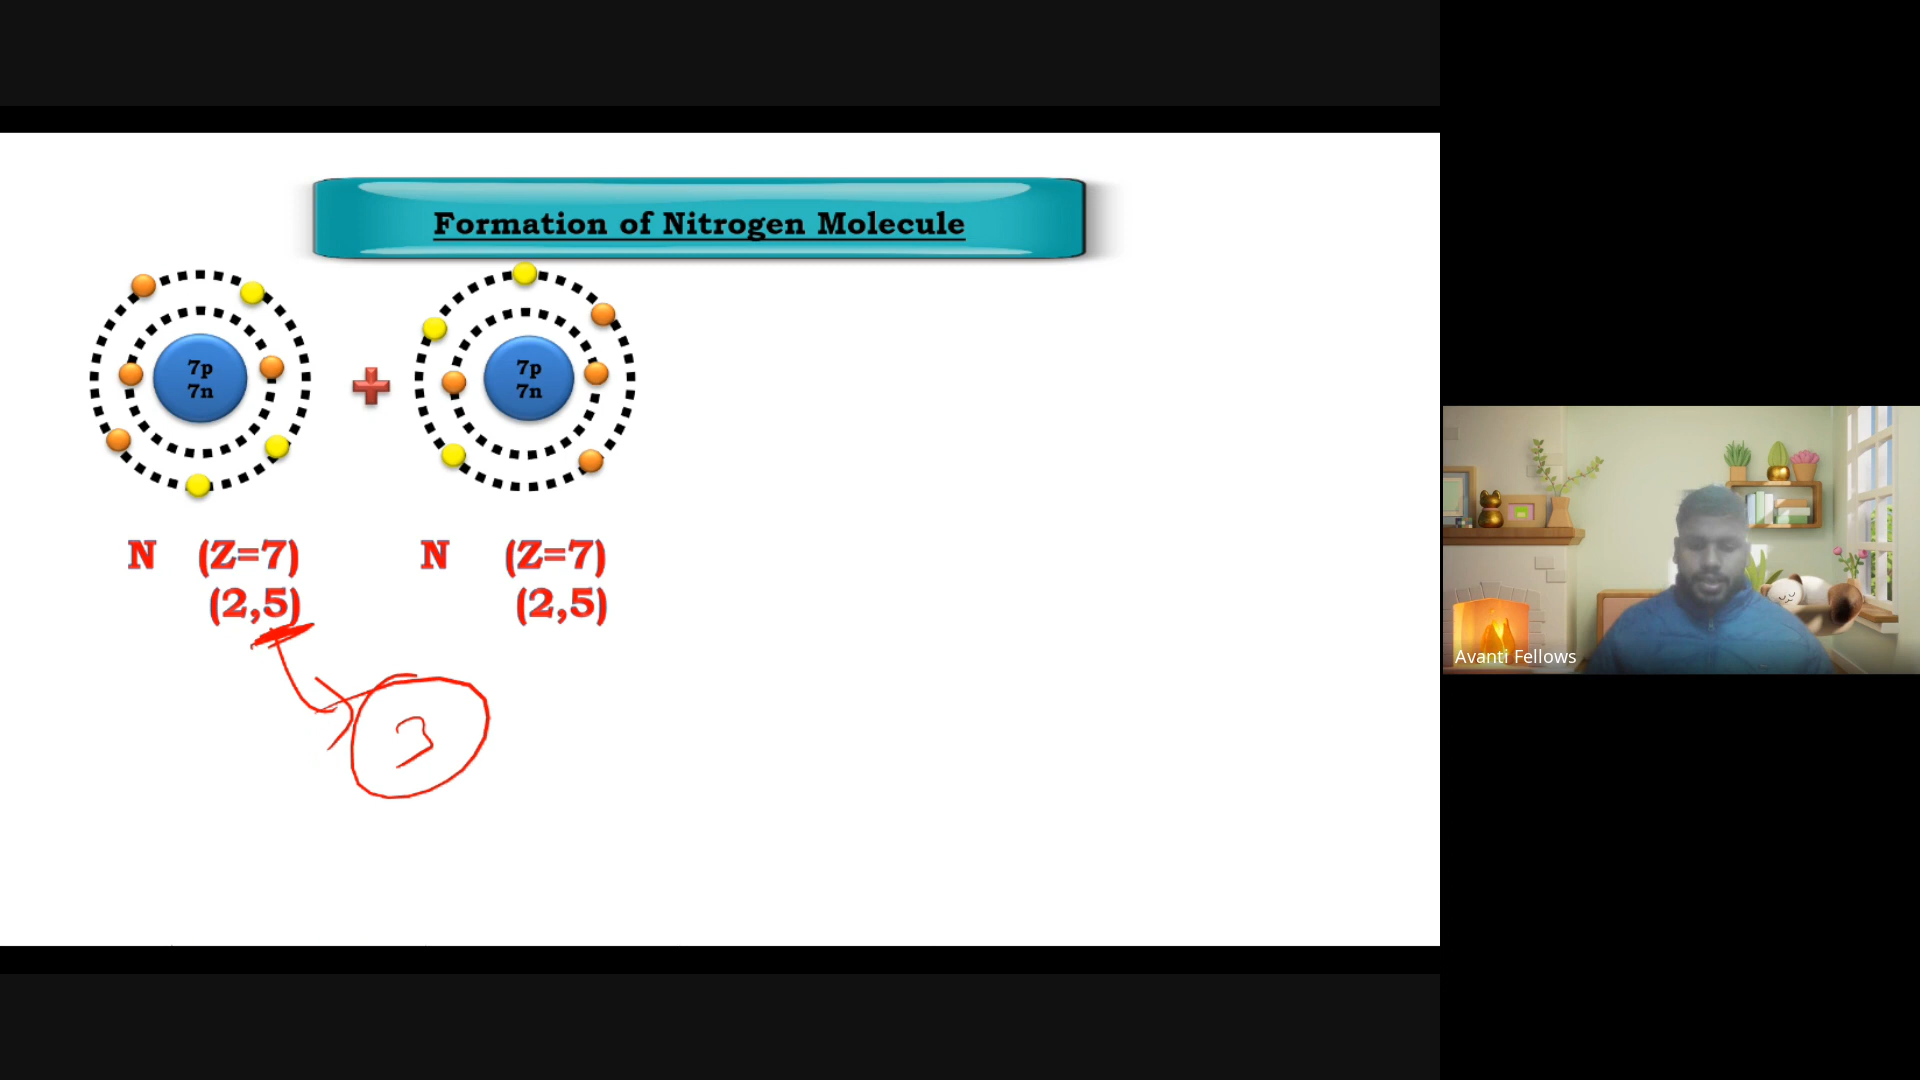 Formation of Nitrogen Molecule
7p
7n
7p
7n
N (Z=7)
(2,5)
N (Z=7)
(2,5)
3
Avanti Fellows